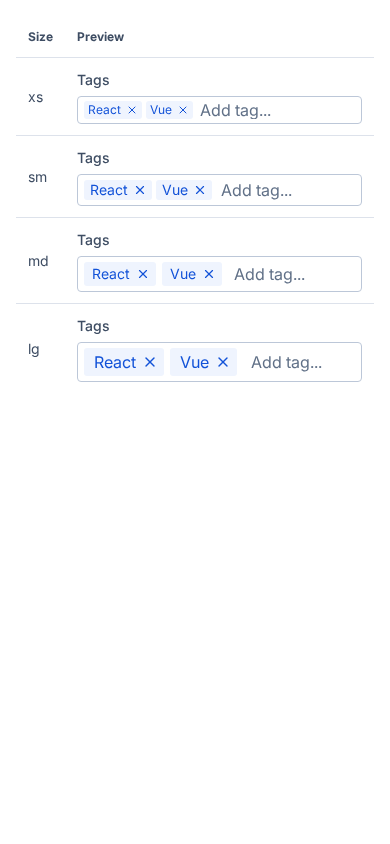 Size Preview
Tags
xs
React Vue Add tag...
Tags
sm
React Vue Add tag...
Tags
md
React Vue Add tag...
Tags
lg
React Vue Add tag...